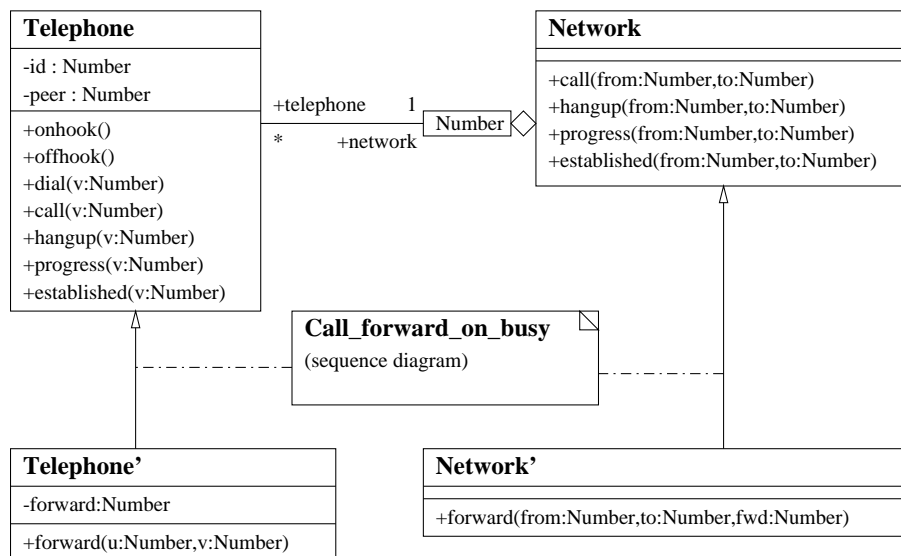 Telephone
-id : Number
-peer : Number
+onhook()
+offhook()
+dial(v:Number)
+call(v:Number)
+hangup(v:Number)
+progress(v:Number)
+established(v:Number)
+telephone 1
* +network
Number
Network
+call(from:Number,to:Number)
+hangup(from:Number,to:Number)
+progress(from:Number,to:Number)
+established(from:Number,to:Number)
Call_forward_on_busy
(sequence diagram)
Telephone’
-forward:Number
+forward(u:Number,v:Number)
Network’
+forward(from:Number,to:Number,fwd:Number)